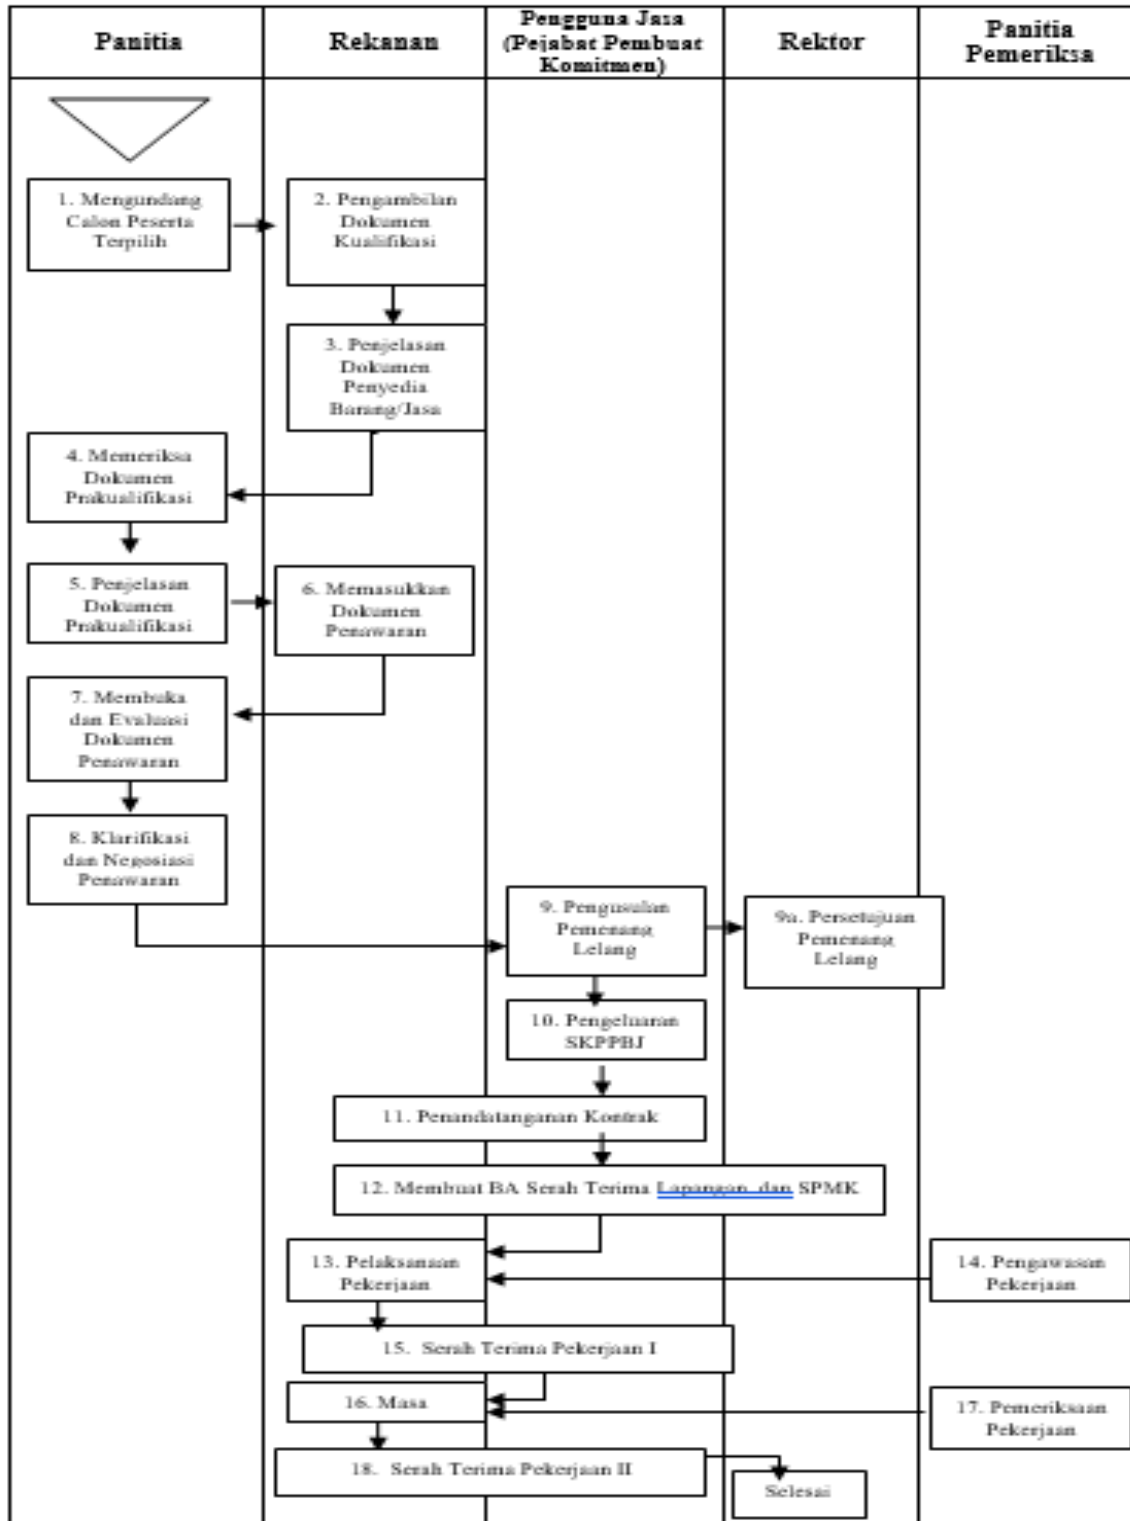 Panitia
Rekanan
Pengguna Jasa
(Pejabat Pembuat
Komitmen)
Rektor
Panitia
Pemeriksa
1. Mengundang
Calon Peserta
Terpilih
2. Pengambilan
Dokumen
Kualifikasi
3. Penjelasan
Dokumen
Penyedia
Barang/Jasa
4. Memeriksa
Dokumen
Prakualifikasi
5. Penjelasan
Dokumen
Prakualifikasi
6. Memasukkan
Dokumen
Penawaran
7. Membuka
dan Evaluasi
Dokumen
Penawaran
8. Klarifikasi
dan Negosiasi
Penawaran
9. Pengusulan
Pemenang
Lelang
9a. Persetujuan
Pemenang
Lelang
10. Pengeluaran
SKPPBJ
11. Penandatanganan Kontrak
12. Membuat BA Serah Terima Lapangan dan SPMK
13. Pelaksanaan
Pekerjaan
14. Pengawasan
Pekerjaan
15. Serah Terima Pekerjaan I
16. Masa
17. Pemeriksaan
Pekerjaan
18. Serah Terima Pekerjaan II
Selesai